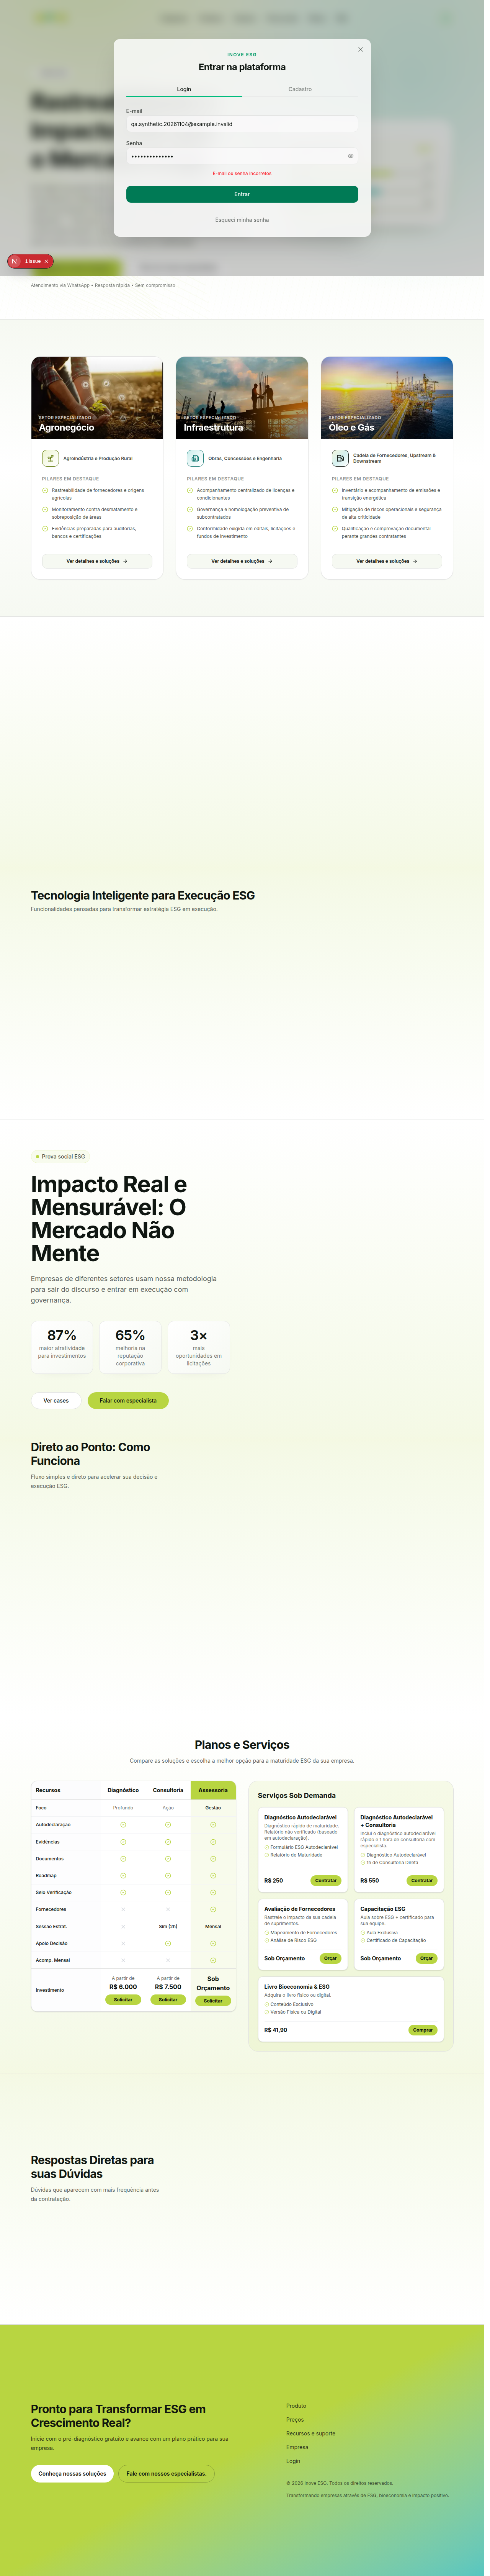 INOVE ESG
Entrar na plataforma
Login
Cadastro
E-mail
qa.synthetic.20261104@example.invalid
Senha
E-mail ou senha incorretos
Entrar
Esqueci minha senha
1 Issue
Atendimento via WhatsApp • Resposta rápida • Sem compromisso
SETOR ESPECIALIZADO
Agronegócio
Agroindústria e Produção Rural
PILARES EM DESTAQUE
Rastreabilidade de fornecedores e origens
agrícolas
Monitoramento contra desmatamento e
sobreposição de áreas
Evidências preparadas para auditorias,
bancos e certificações
Ver detalhes e soluções
SETOR ESPECIALIZADO
Infraestrutura
Obras, Concessões e Engenharia
PILARES EM DESTAQUE
Acompanhamento centralizado de licenças e
condicionantes
Governança e homologação preventiva de
subcontratados
Conformidade exigida em editais, licitações e
fundos de investimento
Ver detalhes e soluções
SETOR ESPECIALIZADO
Óleo e Gás
Cadeia de Fornecedores, Upstream &
Downstream
PILARES EM DESTAQUE
Inventário e acompanhamento de emissões e
transição energética
Mitigação de riscos operacionais e segurança
de alta criticidade
Qualificação e comprovação documental
perante grandes contratantes
Ver detalhes e soluções
Tecnologia Inteligente para Execução ESG
Funcionalidades pensadas para transformar estratégia ESG em execução.
Prova social ESG
Impacto Real e
Mensurável: O
Mercado Não
Mente
Empresas de diferentes setores usam nossa metodologia
para sair do discurso e entrar em execução com
governança.
87%
maior atratividade
para investimentos
65%
melhoria na
reputação
corporativa
3×
mais
oportunidades em
licitações
Ver cases
Falar com especialista
Direto ao Ponto: Como
Funciona
Fluxo simples e direto para acelerar sua decisão e
execução ESG.
Planos e Serviços
Compare as soluções e escolha a melhor opção para a maturidade ESG da sua empresa.
Recursos Diagnóstico Consultoria Assessoria
Foco Profundo Ação Gestão
Autodeclaração
Evidências
Documentos
Roadmap
Selo Verificação
Fornecedores
Sessão Estrat. Sim (2h) Mensal
Apoio Decisão
Acomp. Mensal
Investimento
A partir de
R$ 6.000
Solicitar
A partir de
R$ 7.500
Solicitar
Sob
Orçamento
Solicitar
Serviços Sob Demanda
Diagnóstico Autodeclarável
Diagnóstico rápido de maturidade.
Relatório não verificado (baseado
em autodeclaração).
Formulário ESG Autodeclarável
Relatório de Maturidade
R$ 250
Contratar
Diagnóstico Autodeclarável
+ Consultoria
Inclui o diagnóstico autodeclarável
rápido e 1 hora de consultoria com
especialista.
Diagnóstico Autodeclarável
1h de Consultoria Direta
R$ 550
Contratar
Avaliação de Fornecedores
Rastreie o impacto da sua cadeia
de suprimentos.
Mapeamento de Fornecedores
Análise de Risco ESG
Sob Orçamento
Orçar
Capacitação ESG
Aula sobre ESG + certificado para
sua equipe.
Aula Exclusiva
Certificado de Capacitação
Sob Orçamento
Orçar
Livro Bioeconomia & ESG
Adquira o livro físico ou digital.
Conteúdo Exclusivo
Versão Física ou Digital
R$ 41,90
Comprar
Respostas Diretas para
suas Dúvidas
Dúvidas que aparecem com mais frequência antes
da contratação.
Pronto para Transformar ESG em
Crescimento Real?
Inicie com o pré-diagnóstico gratuito e avance com um plano prático para sua
empresa.
Conheça nossas soluções
Fale com nossos especialistas.
Produto
Preços
Recursos e suporte
Empresa
Login
© 2026 Inove ESG. Todos os direitos reservados.
Transformando empresas através de ESG, bioeconomia e impacto positivo.